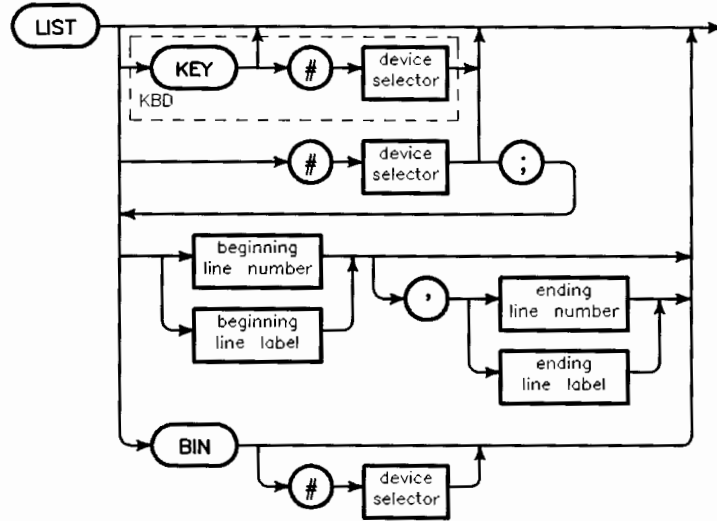 LIST
KEY
#
device
selector
KBD
#
device
selector
;
beginning
line number
beginning
line label
,
ending
line number
ending
line label
BIN
#
device
selector